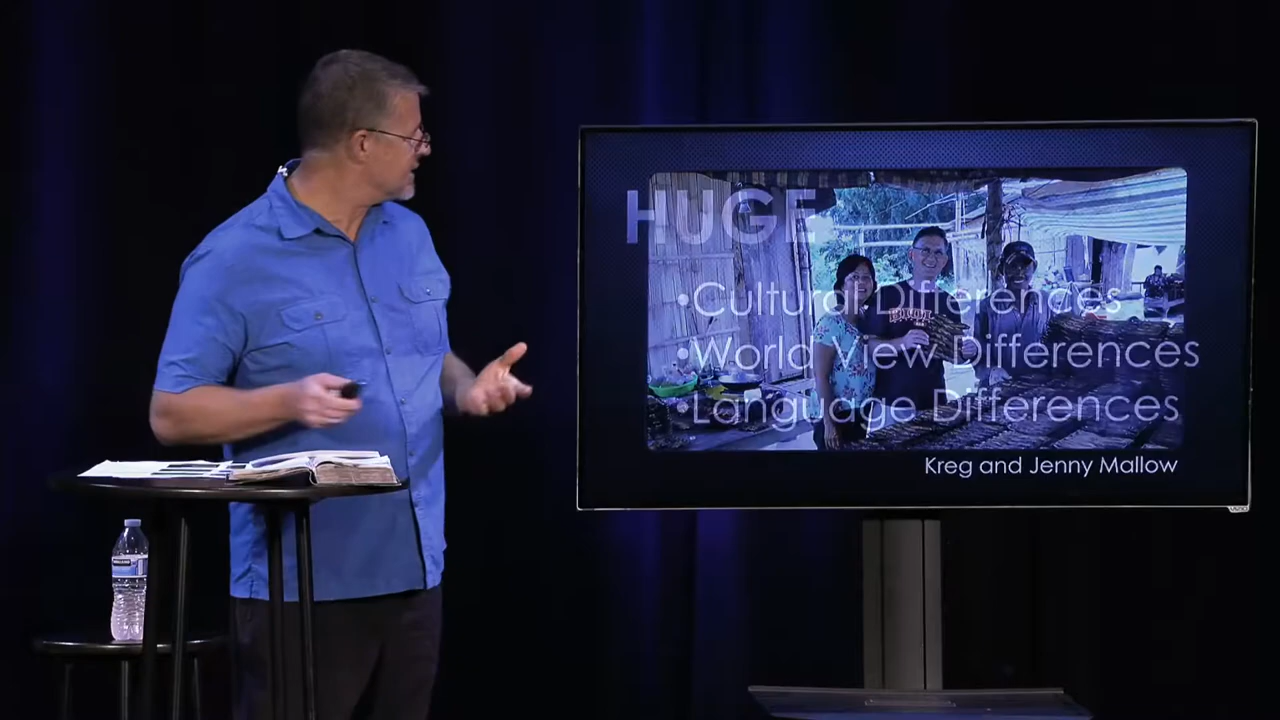 HUGE
•Cultural Differences
•World View Differences
•Language Differences
Kreg and Jenny Mallow